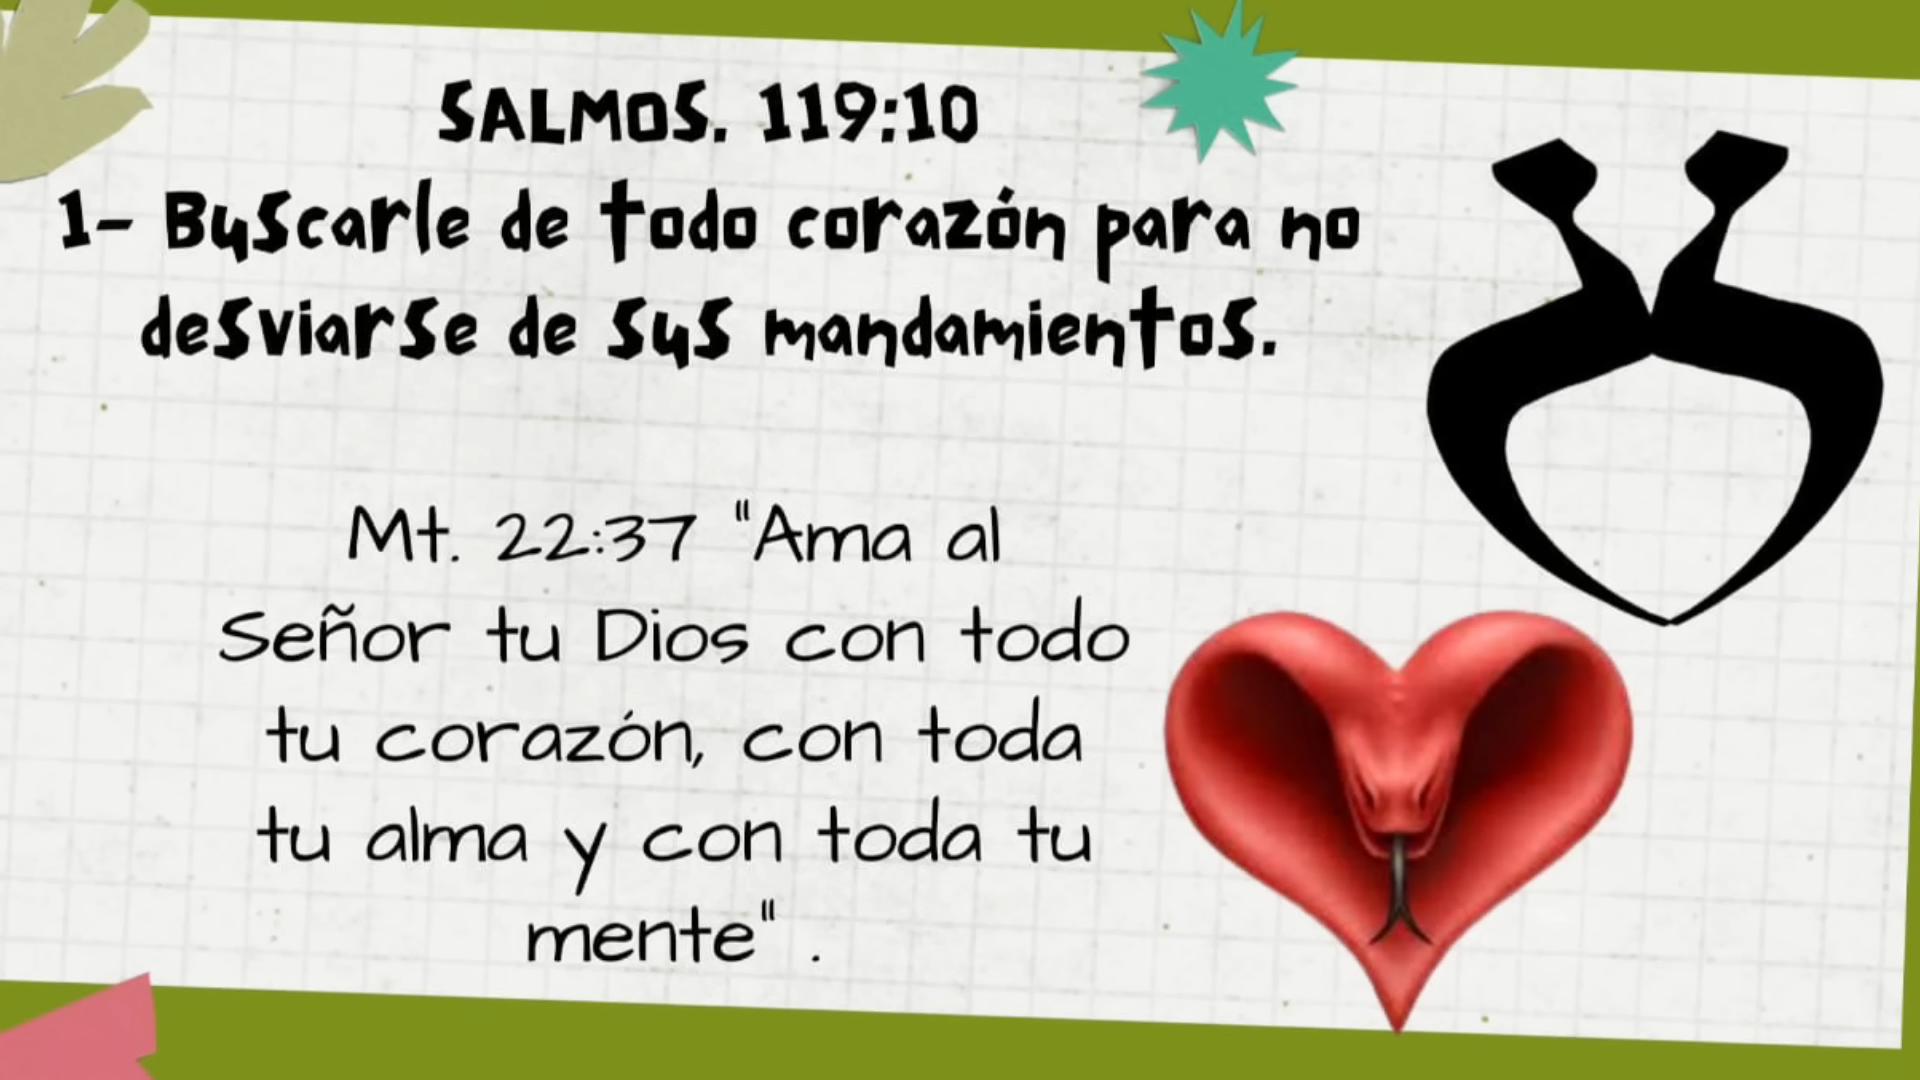 SALMOS. 119:10
1- Buscarle de todo corazón para no
desviarse de sus mandamientos.
Mt. 22:37 "Ama al
Señor tu Dios con todo
tu corazón, con toda
tu alma y con toda tu
mente" .